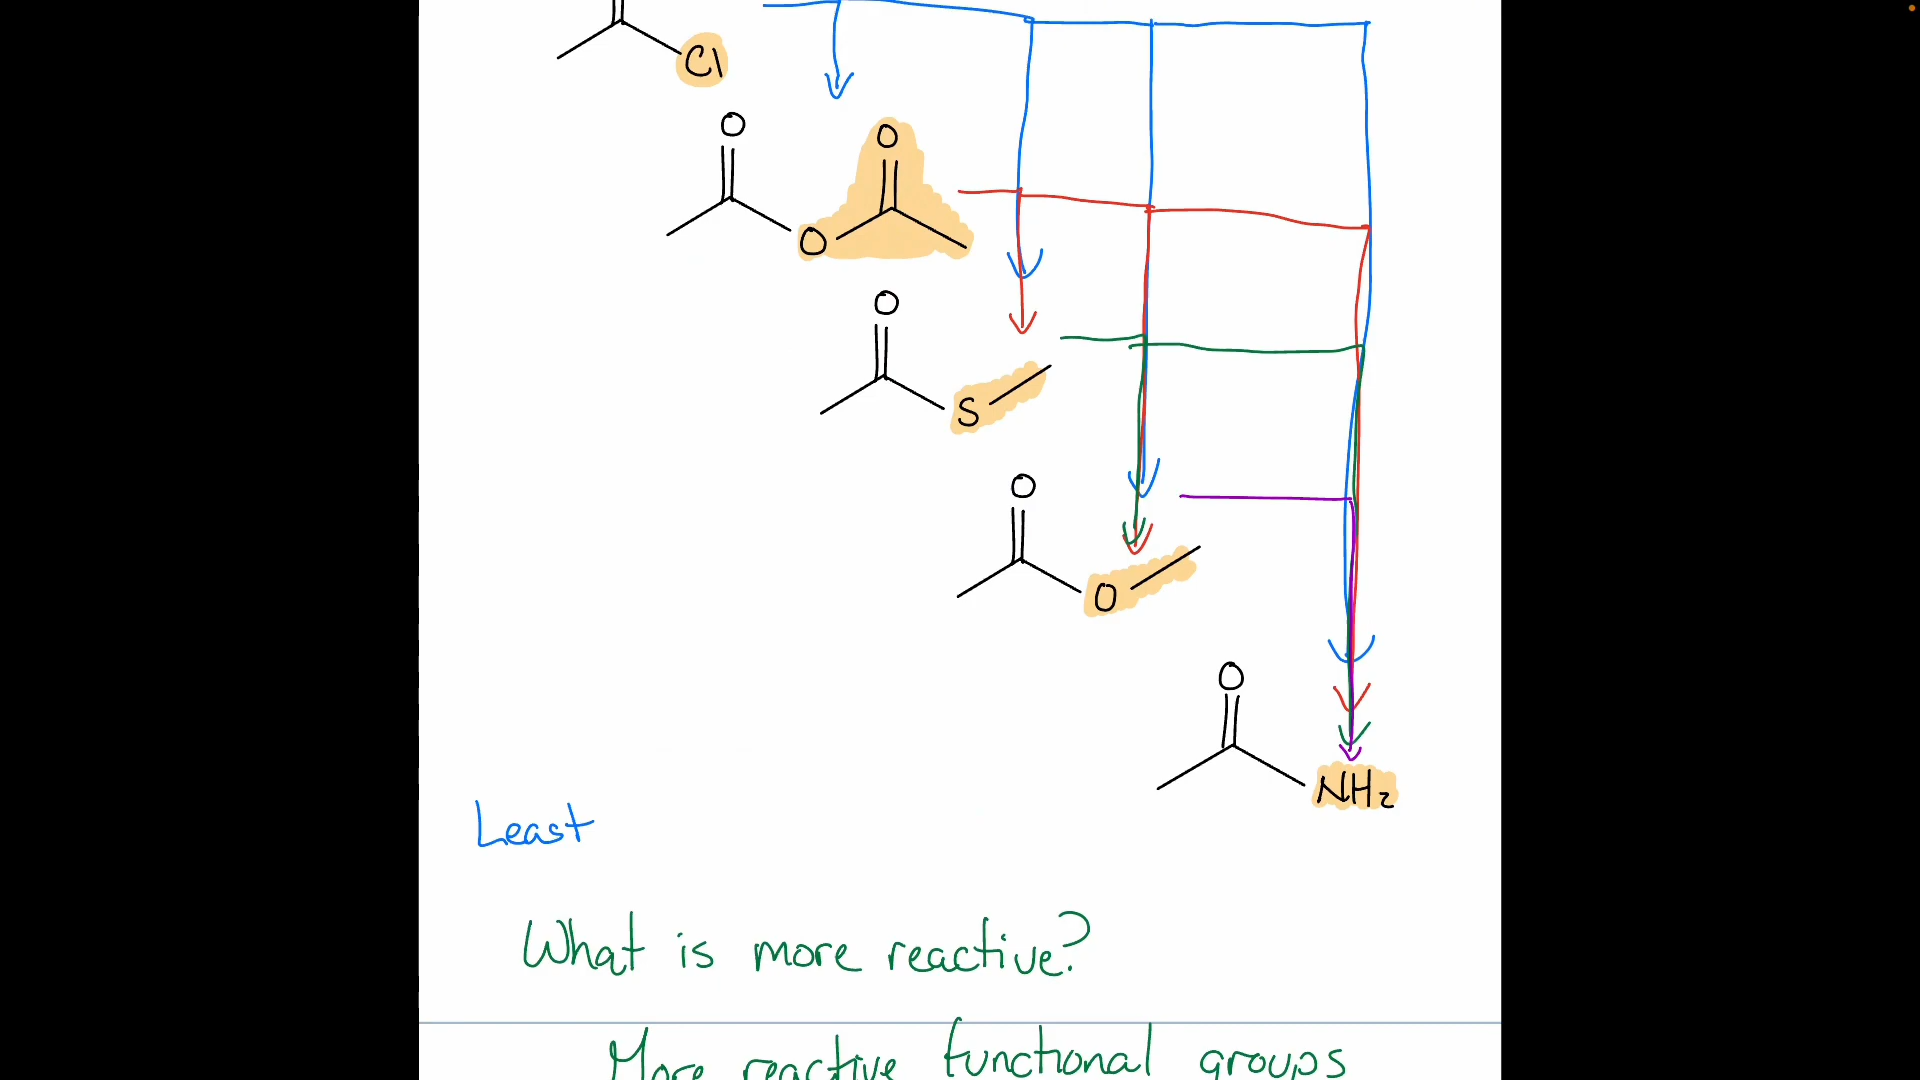 Cl
O
O
O
O
S
O
O
O
NH₂
Least
What is more reactive?
More reactive functional groups